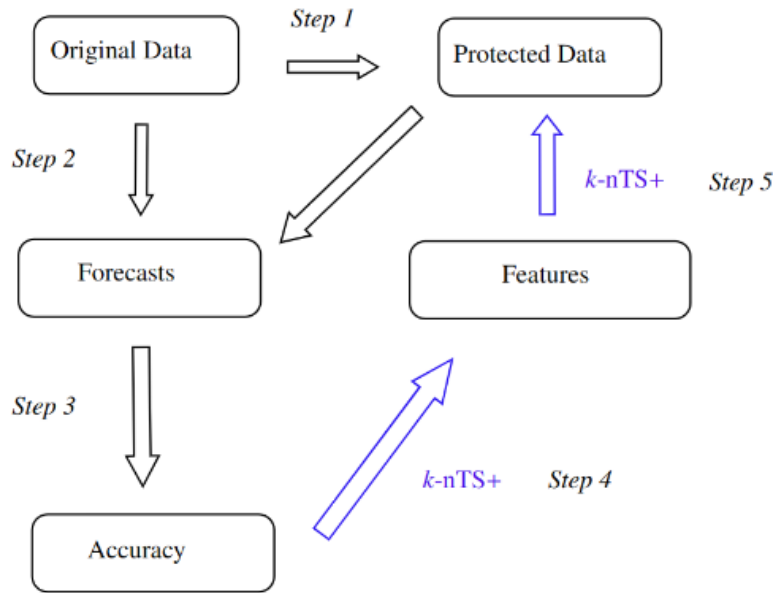 Step 1
Original Data
Protected Data
Step 2
k-nTS+ Step 5
Forecasts
Features
Step 3
k-nTS+ Step 4
Accuracy